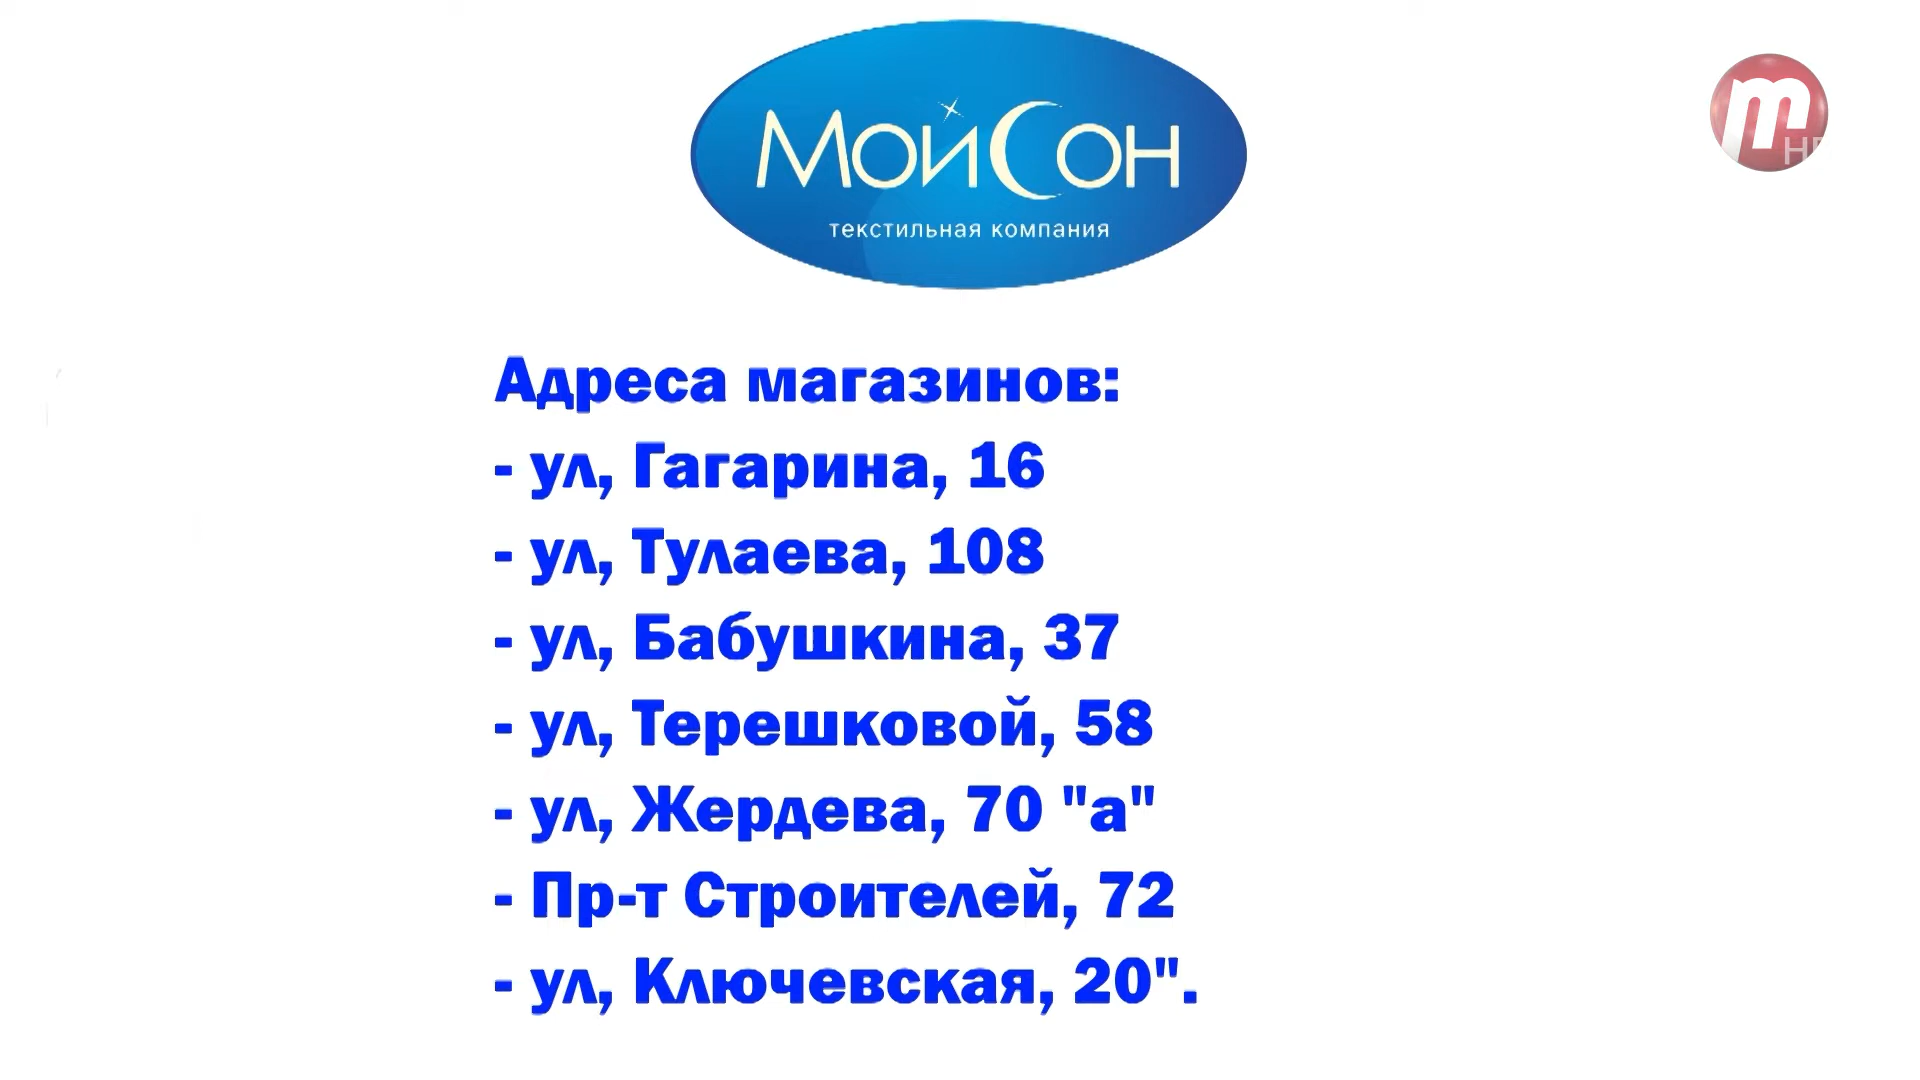 МойСон
текстильная компания
m
Адреса магазинов:
- ул, Гагарина, 16
- ул, Тулаева, 108
- ул, Бабушкина, 37
- ул, Терешковой, 58
- ул, Жердева, 70 "а"
- Пр-т Строителей, 72
- ул, Ключевская, 20".